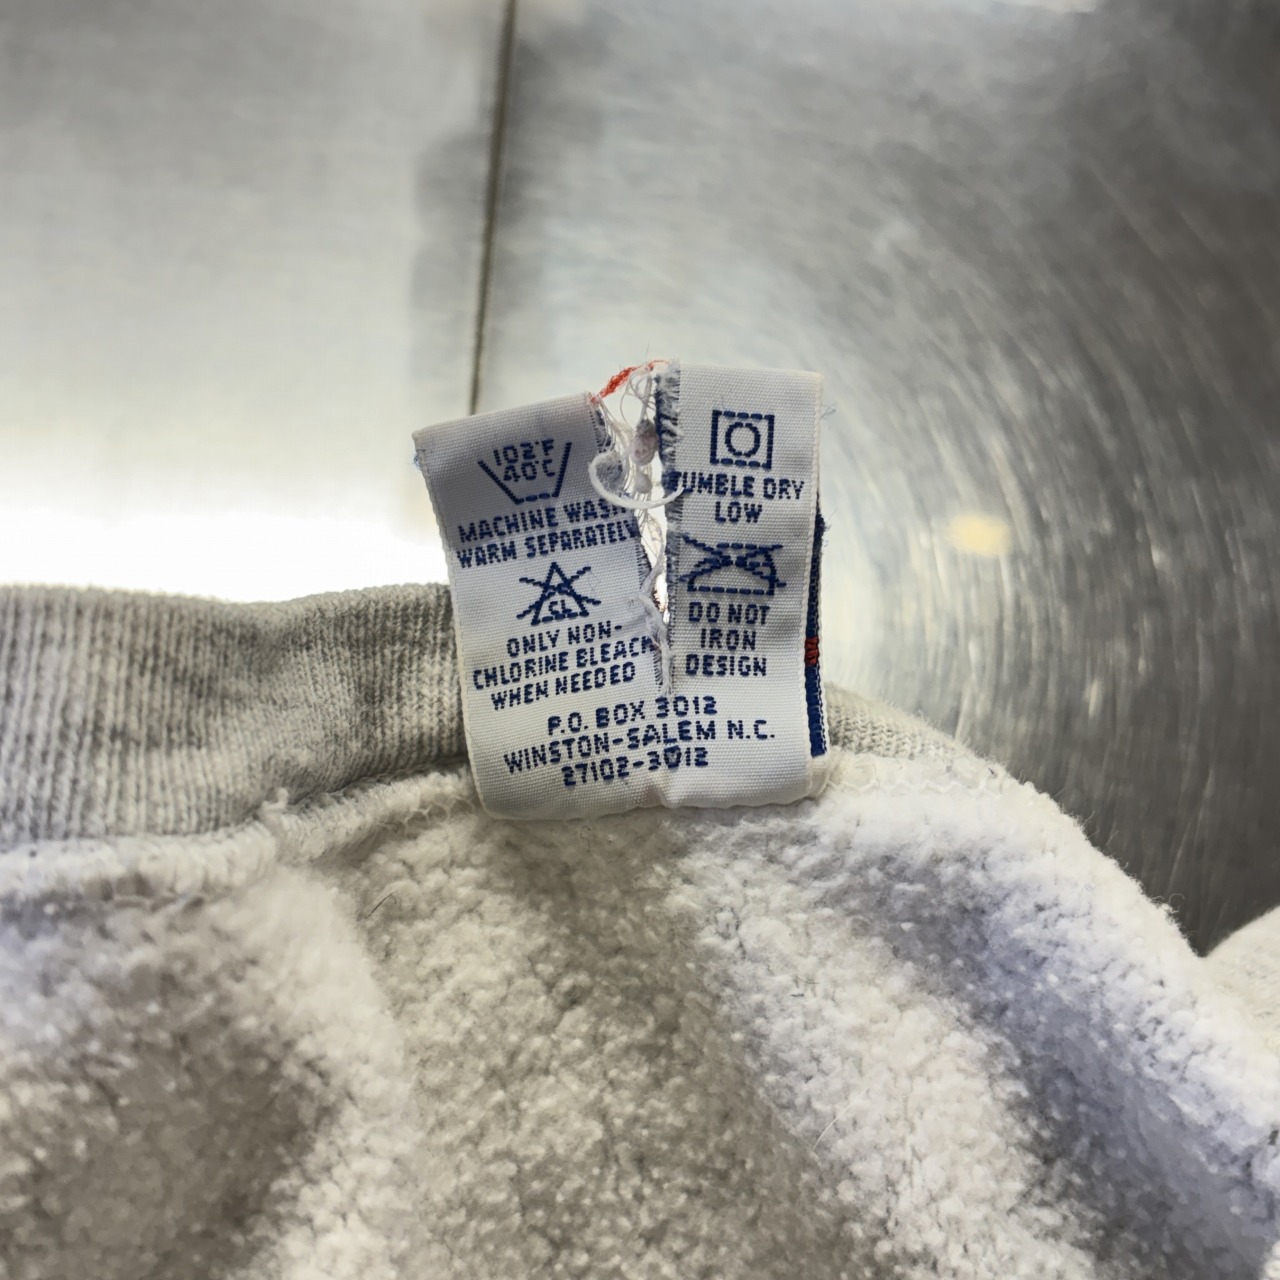 102°F
40°C
MACHINE WASH
WARM SEPARATELY
CL
ONLY NON-
CHLORINE BLEACH
WHEN NEEDED
TUMBLE DRY
LOW
DO NOT
IRON
DESIGN
P.O. BOX 3012
WINSTON-SALEM N.C.
27102-3012